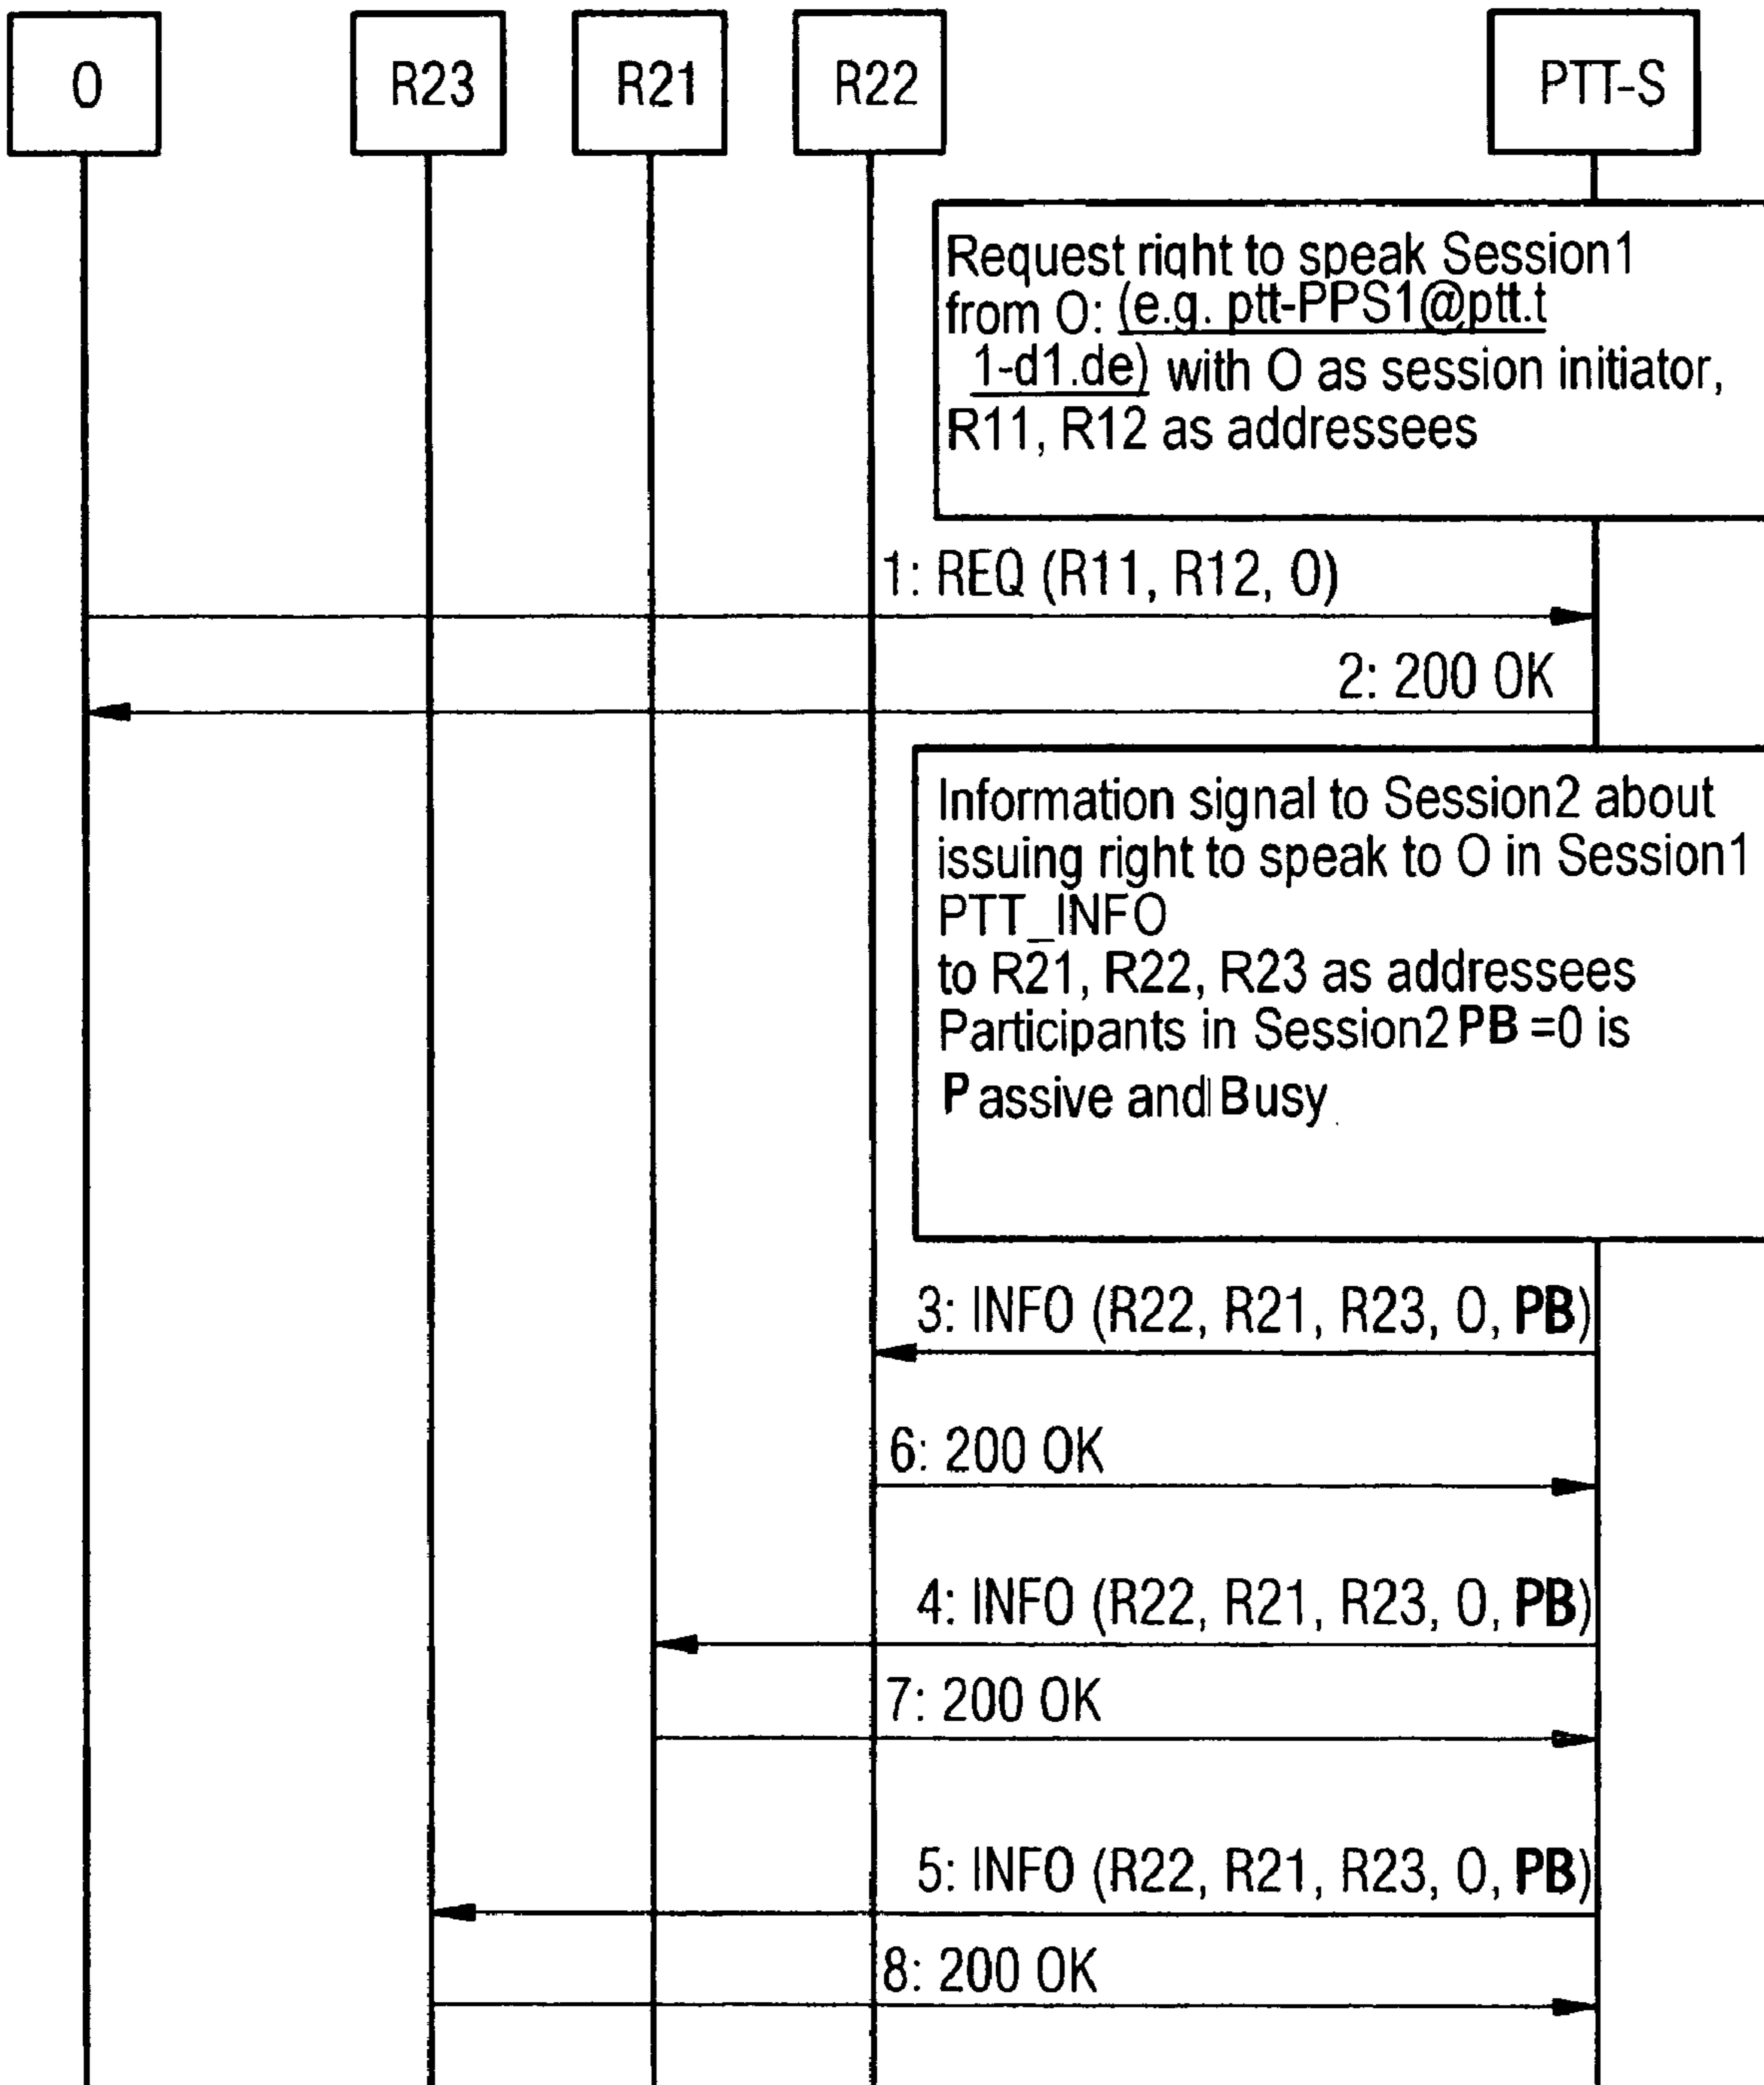 O
R23
R21
R22
PTT-S
Request right to speak Session1
from O: (e.g. ptt-PPS1@ptt.t
1-d1.de) with O as session initiator,
R11, R12 as addressees
1: REQ (R11, R12, O)
2: 200 OK
Information signal to Session2 about
issuing right to speak to O in Session1
PTT_INFO
to R21, R22, R23 as addressees
Participants in Session2 PB =0 is
Passive and Busy
3: INFO (R22, R21, R23, O, PB)
6: 200 OK
4: INFO (R22, R21, R23, O, PB)
7: 200 OK
5: INFO (R22, R21, R23, O, PB)
8: 200 OK